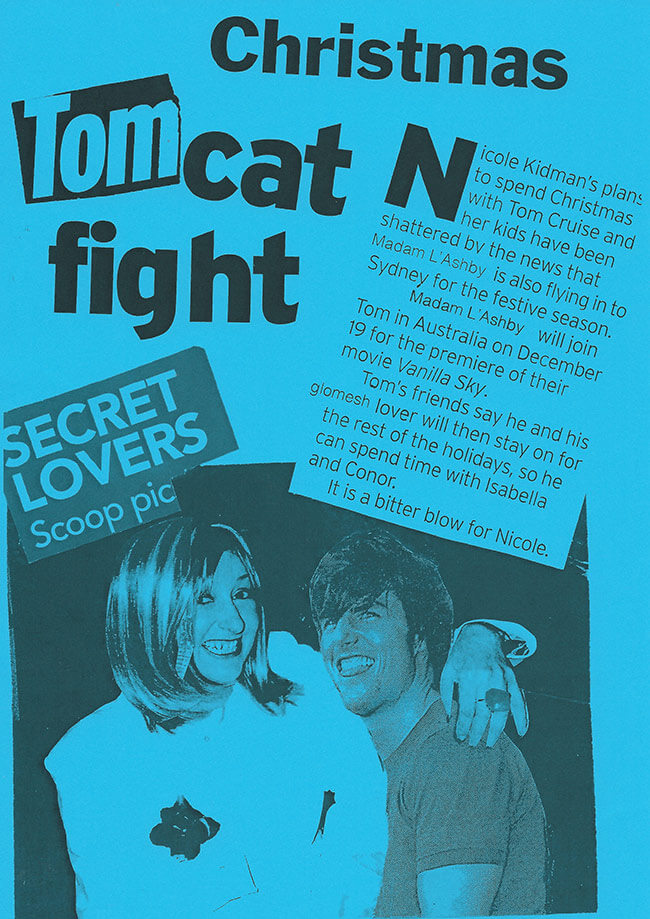 Christmas
Tomcat
fight
Nicole Kidman's plans
to spend Christmas
with Tom Cruise and
her kids have been
shattered by the news that
Madam L'Ashby is also flying in to
Sydney for the festive season.
Madam L'Ashby will join
Tom in Australia on December
19 for the premiere of their
movie Vanilla Sky.
Tom's friends say he and his
glomesh lover will then stay on for
the rest of the holidays, so he
can spend time with Isabella
and Conor.
It is a bitter blow for Nicole.
SECRET
LOVERS
Scoop pic